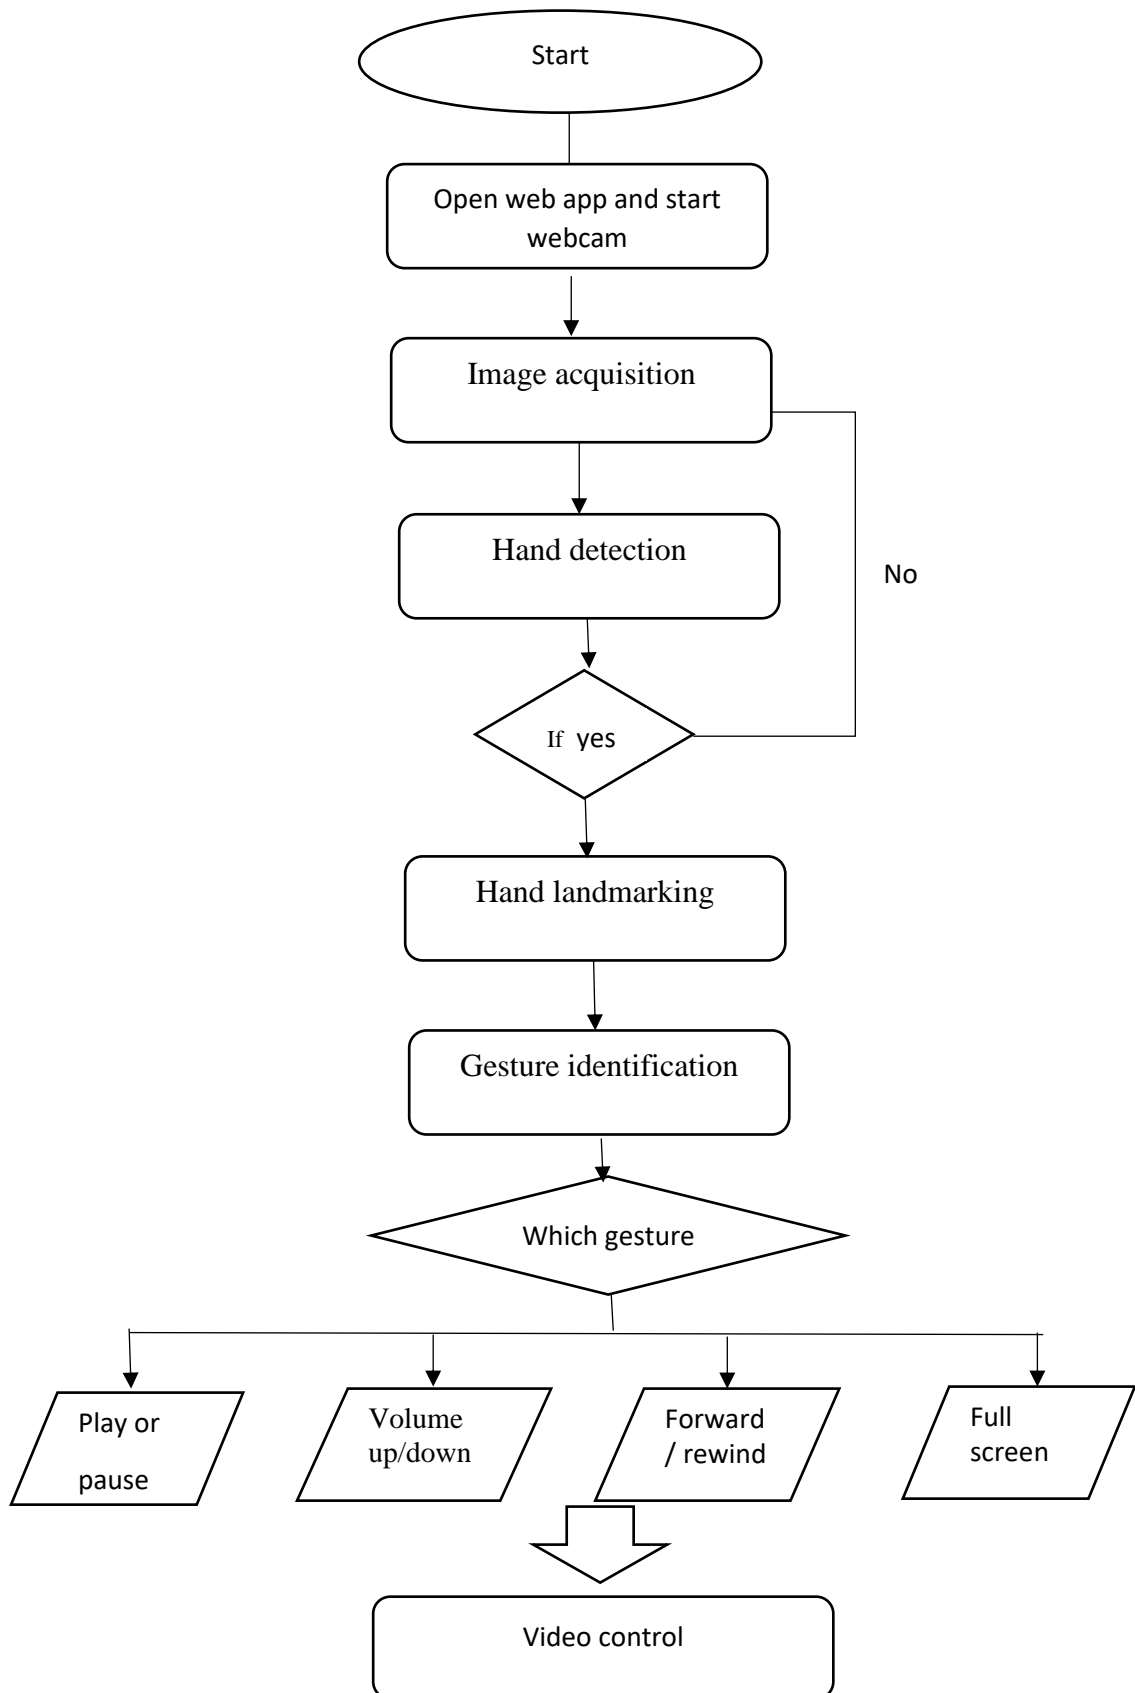 Start
Open web app and start
webcam
Image acquisition
Hand detection
No
If yes
Hand landmarking
Gesture identification
Which gesture
Play or
pause
Volume
up/down
Forward
/ rewind
Full
screen
Video control